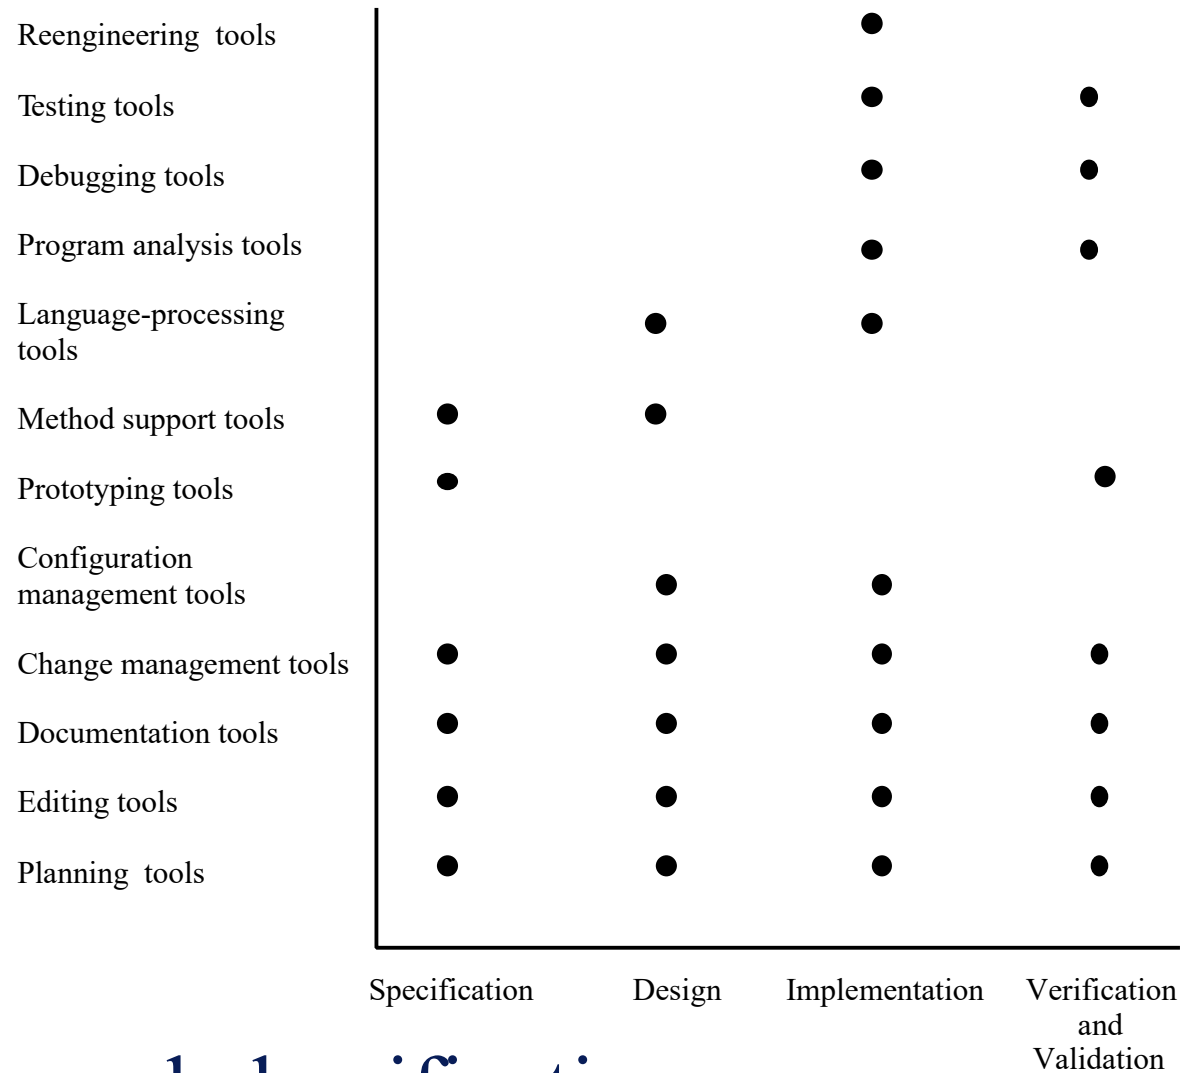 Reengineering tools
Testing tools
Debugging tools
Program analysis tools
Language-processing
tools
Method support tools
Prototyping tools
Configuration
management tools
Change management tools
Documentation tools
Editing tools
Planning tools
Specification
Design
Implementation
Verification
and
Validation